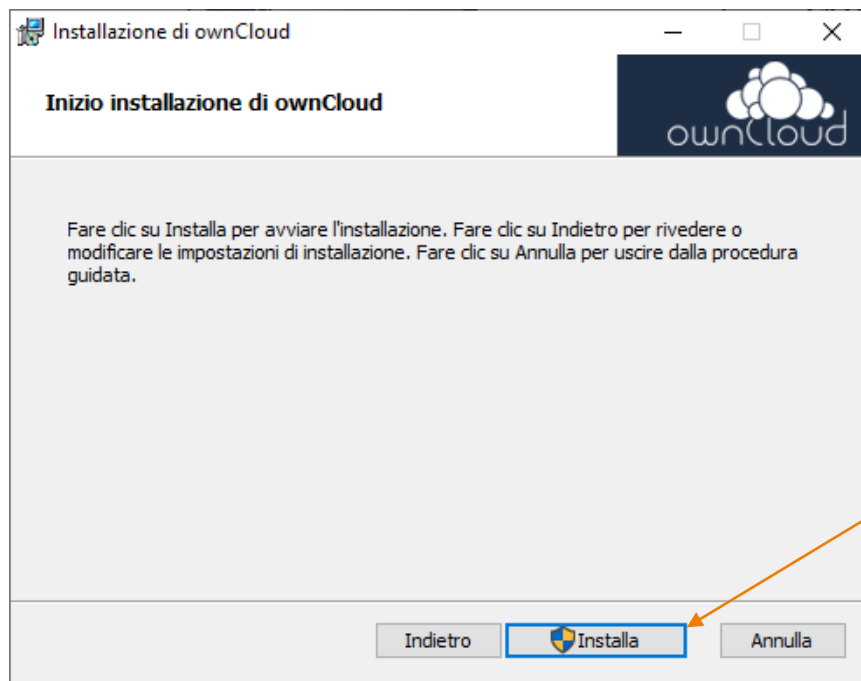 Installazione di ownCloud
Inizio installazione di ownCloud
ownCloud
Fare clic su Installa per avviare l'installazione. Fare clic su Indietro per rivedere o
modificare le impostazioni di installazione. Fare clic su Annulla per uscire dalla procedura
guidata.
Indietro
Installa
Annulla